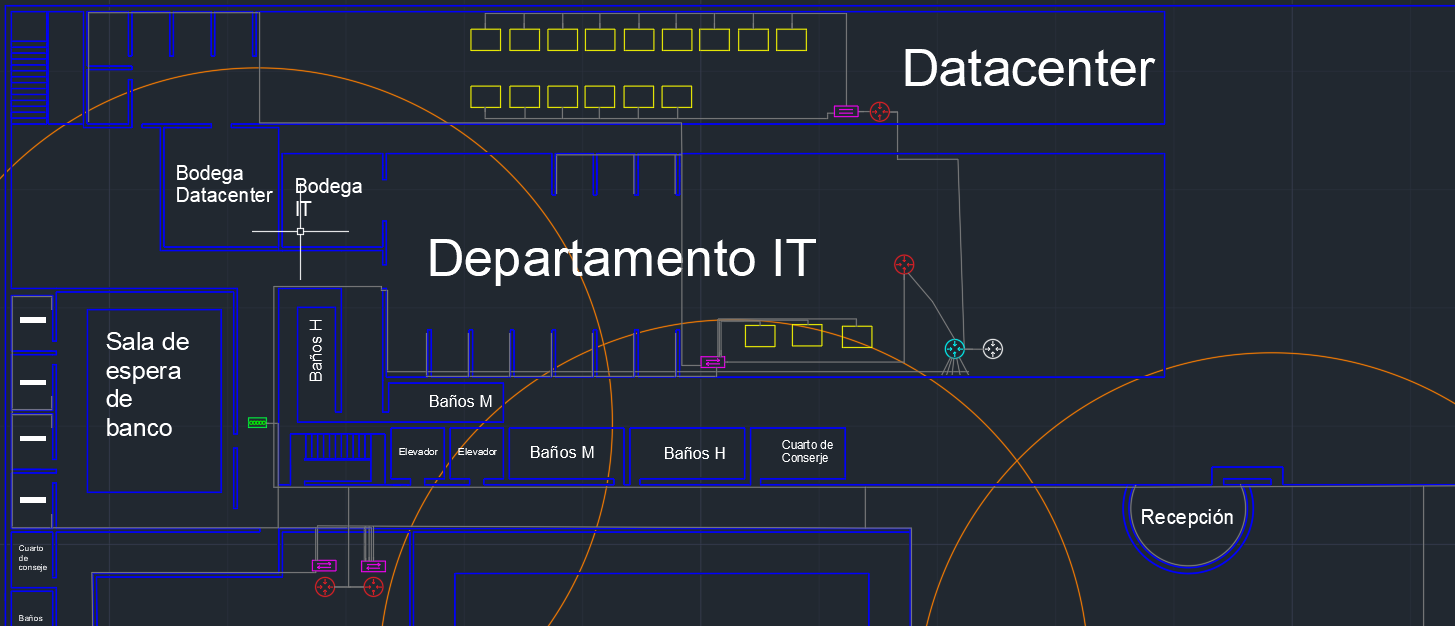 Datacenter
Bodega
Datacenter
Bodega
IT
Departamento IT
Sala de
espera
de
banco
Baños H
Baños M
Elevador
Elevador
Baños M
Baños H
Cuarto de
Conserje
Recepción
Cuarto
de
conseje
Baños